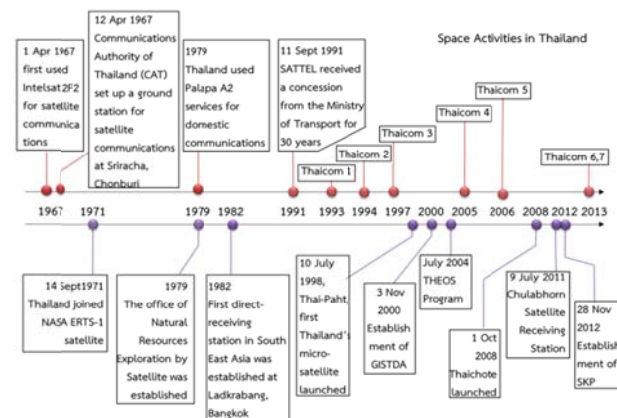 Space Activities in Thailand
1 Apr 1967
first used
Intelsat2F2
for satellite
communica
tions
12 Apr 1967
Communications
Authority of
Thailand (CAT)
set up a ground
station for
satellite
communications
at Sriracha,
Chonburi
1979
Thailand used
Palapa A2
services for
domestic
communications
11 Sept 1991
SATTEL received
a concession
from the Ministry
of Transport for
30 years
Thaicom 1
Thaicom 2
Thaicom 3
Thaicom 4
Thaicom 5
Thaicom 6,7
1967 1971 1979 1982 1991 1993 1994 1997 2000 2005 2006 2008 2012 2013
14 Sept1971
Thailand joined
NASA ERTS-1
satellite
1979
The office of
Natural
Resources
Exploration by
Satellite was
established
1982
First direct-
receiving
station in South
East Asia was
established at
Ladkrabang,
Bangkok
10 July
1998,
Thai-Paht,
first
Thailand's
micro-
satellite
launched
3 Nov
2000
Establish
ment of
GISTDA
July 2004
THEOS
Program
1 Oct
2008
Thaichote
launched
9 July 2011
Chulabhorn
Satellite
Receiving
Station
28 Nov
2012
Establish
ment of
SKP